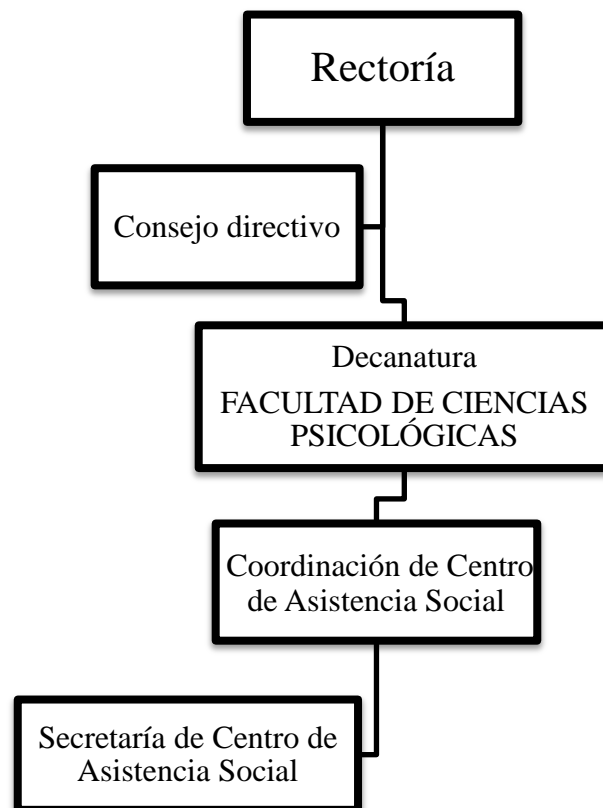 Rectoría
Consejo directivo
Decanatura
FACULTAD DE CIENCIAS
PSICOLÓGICAS
Coordinación de Centro
de Asistencia Social
Secretaría de Centro de
Asistencia Social